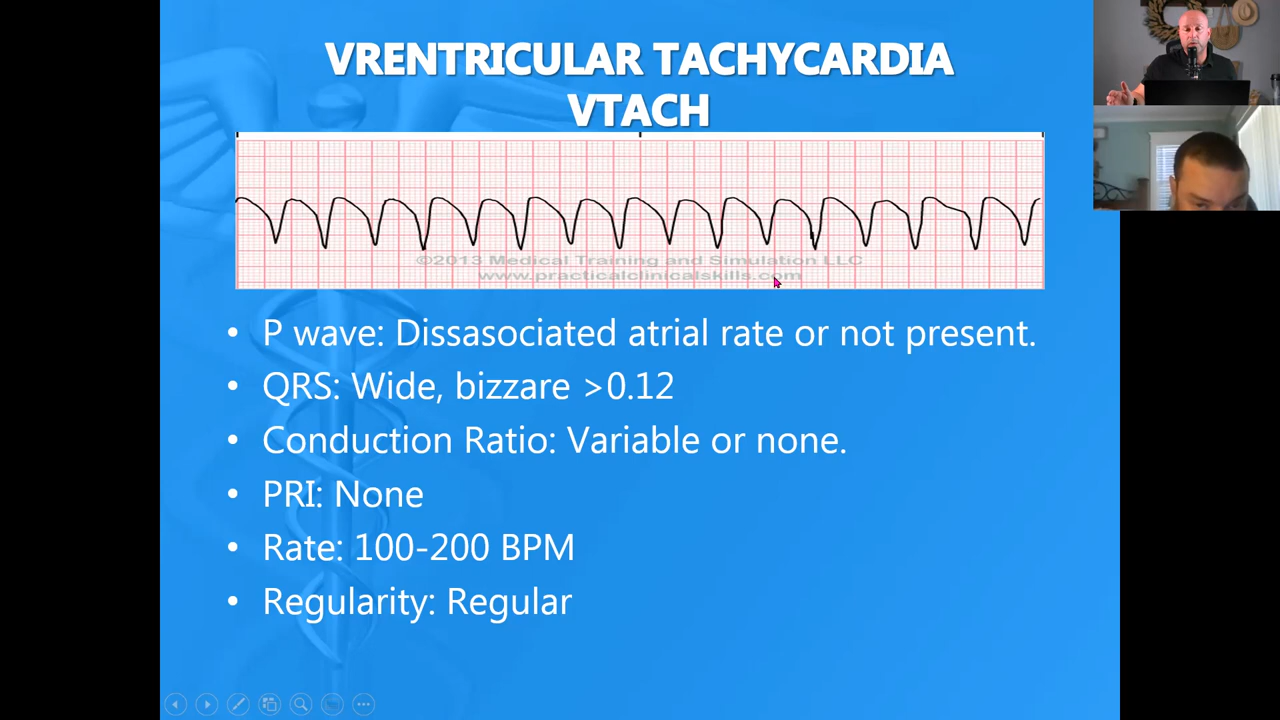 VRENTRICULAR TACHYCARDIA
VTACH
©2013 Medical Training and Simulation LLC
www.practicalclinicalskills.com
• P wave: Dissasociated atrial rate or not present.
• QRS: Wide, bizzare >0.12
• Conduction Ratio: Variable or none.
• PRI: None
• Rate: 100-200 BPM
• Regularity: Regular